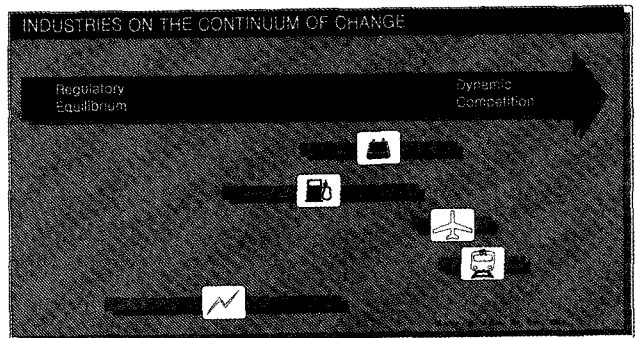 INDUSTRIES ON THE CONTINUUM OF CHANGE
Regulatory
Equilibrium
Dynamic
Competition